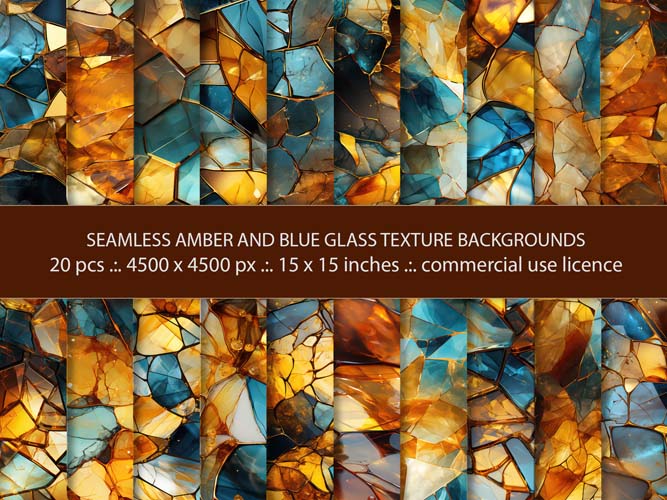 SEAMLESS AMBER AND BLUE GLASS TEXTURE BACKGROUNDS
20 pcs .:. 4500 x 4500 px .:. 15 x 15 inches .:. commercial use licence